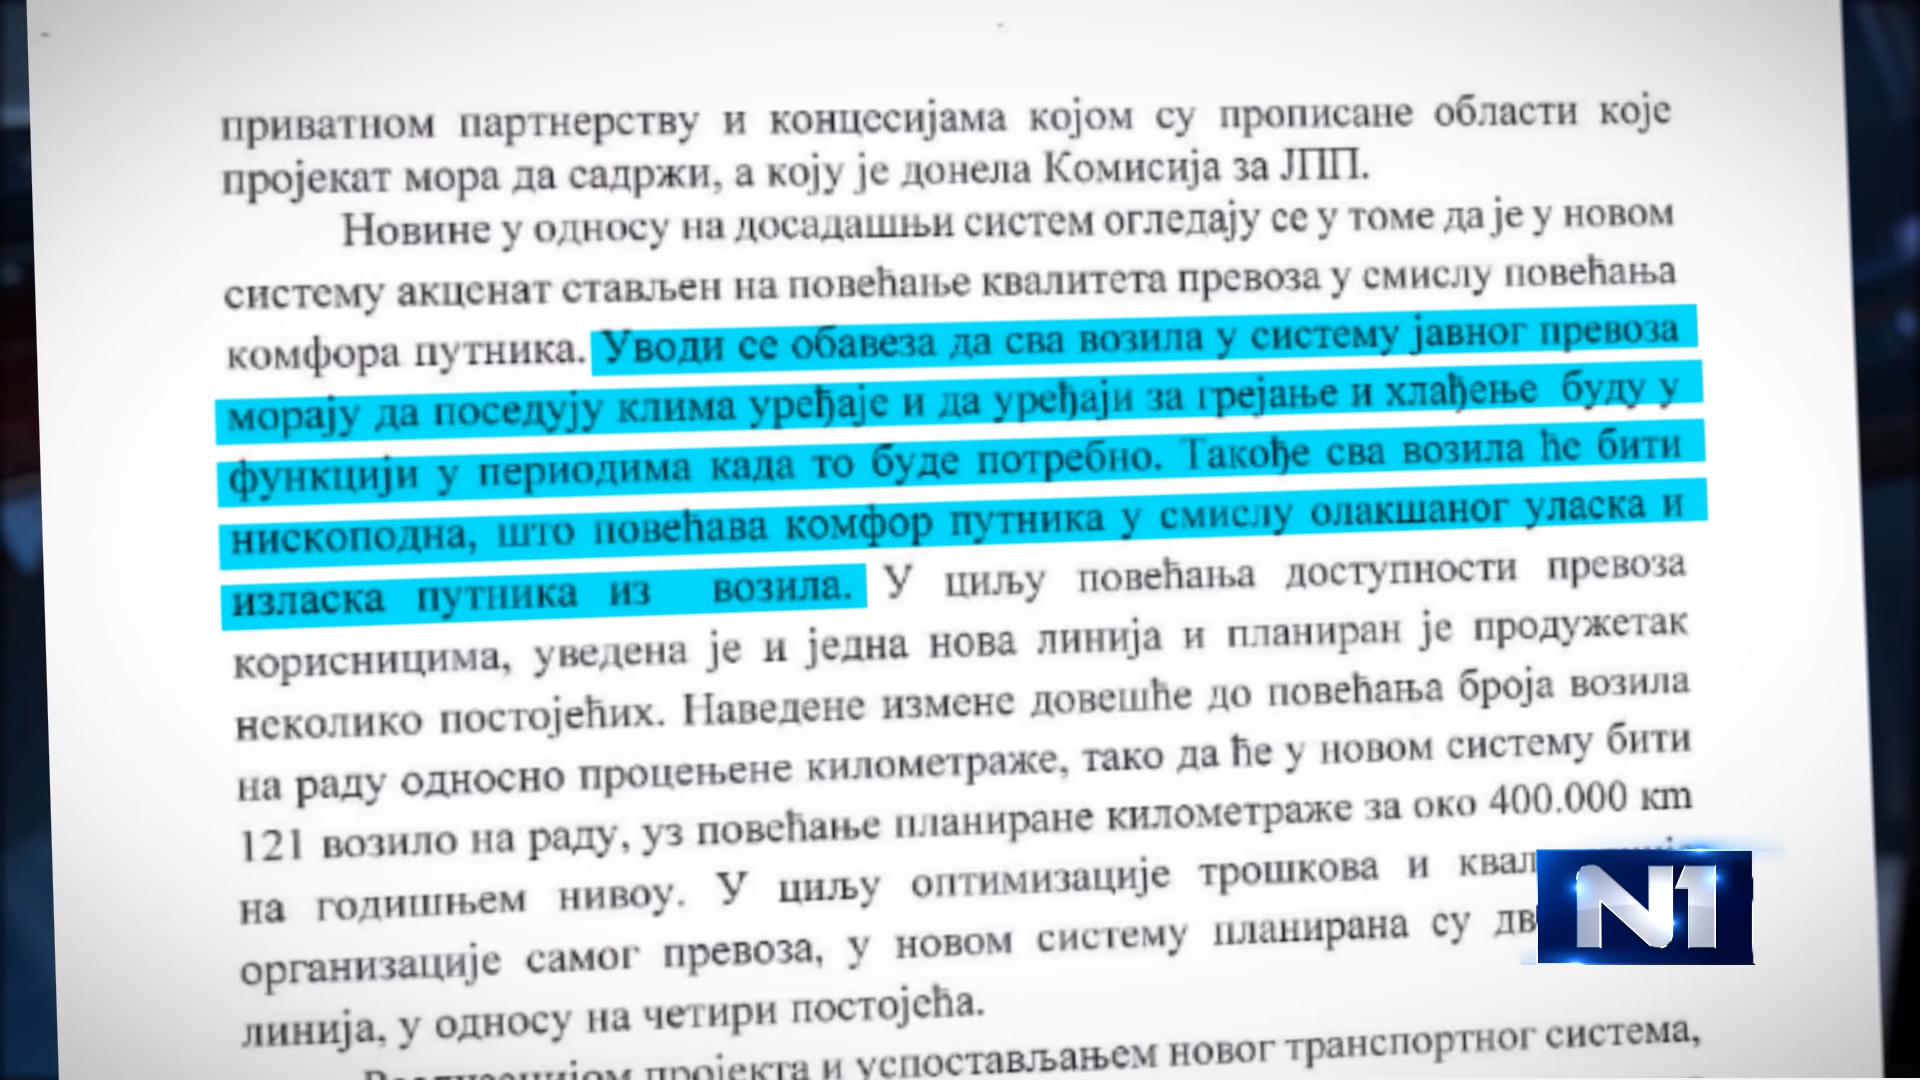 приватном партнерству и концесијама којом су прописане области које
пројекат мора да садржи, а коју је донела Комисија за ЈПП.
Новине у односу на досадашњи систем огледају се у томе да је у новом
систему акценат стављен на повећање квалитета превоза у смислу повећања
комфора путника. Уводи се обавеза да сва возила у систему јавног превоза
морају да поседују клима уређаје и да уређаји за грејање и хлађење буду у
функцији у периодима када то буде потребно. Такође сва возила ће бити
нископодна, што повећава комфор путника у смислу олакшаног уласка и
изласка путника из возила. У циљу повећања доступности превоза
корисницима, уведена је и једна нова линија и планиран је продужетак
неколико постојећих. Наведене измене довешће до повећања броја возила
на раду односно процењене километраже, тако да ће у новом систему бити
121 возило на раду, уз повећање планиране километраже за око 400.000 km
на годишњем нивоу. У циљу оптимизације трошкова и
организације самог превоза, у новом систему планирана су
линија, у односу на четири постојећа.
пројекта и успостављањем новог транспортног система,
N1